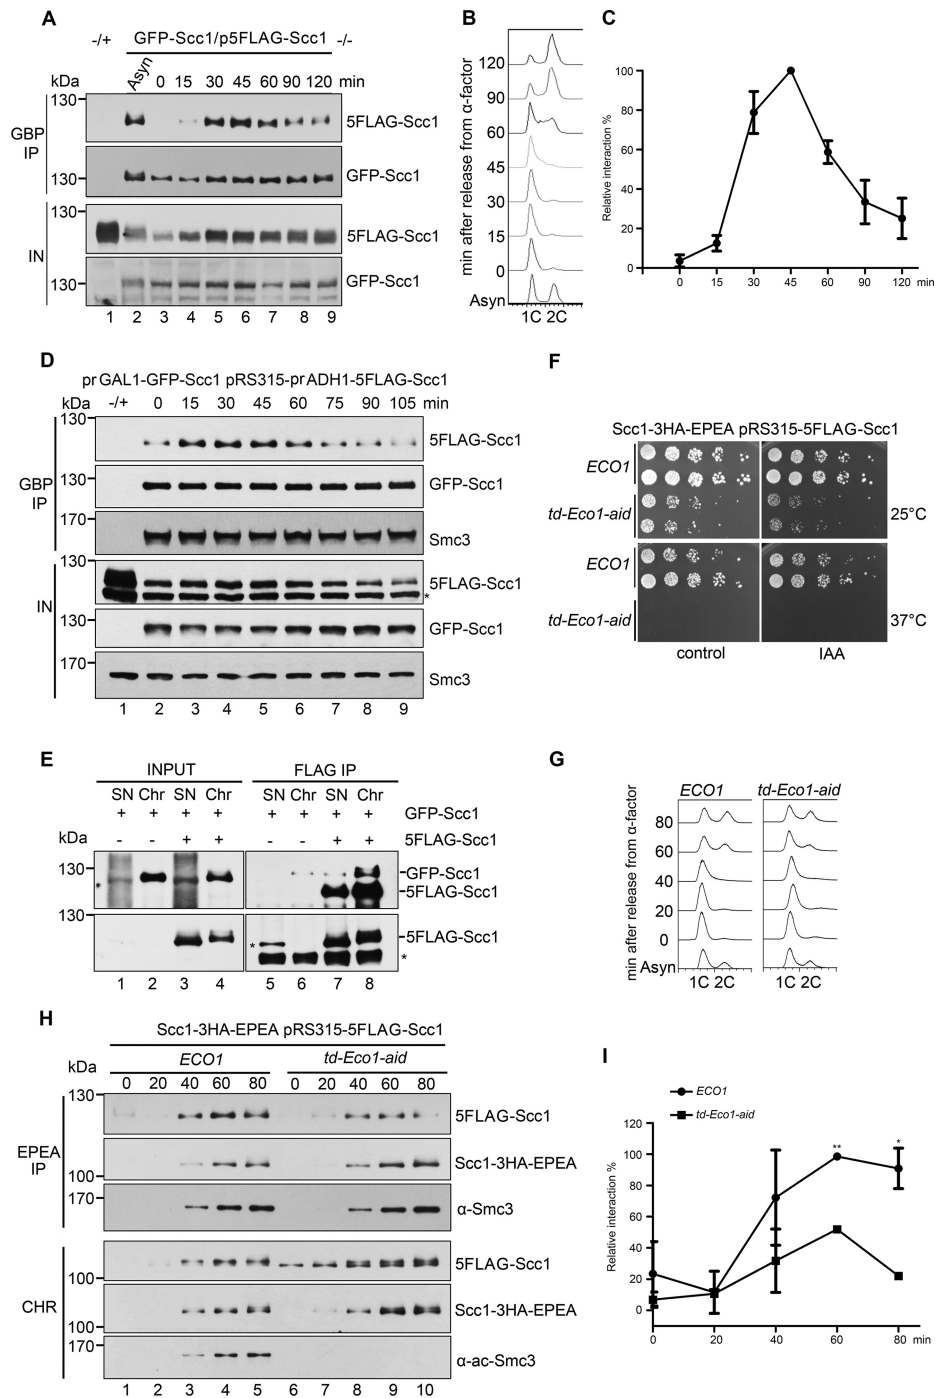 A
-/+ GFP-Scc1/p5FLAG-Scc1 -/-
kDa Asyn 0 15 30 45 60 90 120 min
130
GBP IP
5FLAG-Scc1
130
GFP-Scc1
130
IN
5FLAG-Scc1
130
GFP-Scc1
1 2 3 4 5 6 7 8 9
B
min after release from α-factor
120
90
60
45
30
15
0
Asyn
1C 2C
C
Relative interaction %
100
80
60
40
20
0
0 15 30 45 60 90 120 min
D
prGAL1-GFP-Scc1 pRS315-prADH1-5FLAG-Scc1
kDa -/+ 0 15 30 45 60 75 90 105 min
130
5FLAG-Scc1
GBP IP
130
GFP-Scc1
170
Smc3
130
5FLAG-Scc1
*
IN
130
GFP-Scc1
170
Smc3
1 2 3 4 5 6 7 8 9
F
Scc1-3HA-EPEA pRS315-5FLAG-Scc1
ECO1
td-Eco1-aid
25°C
ECO1
td-Eco1-aid
37°C
control IAA
E
INPUT FLAG IP
SN Chr SN Chr SN Chr SN Chr
+ + + + + + + + GFP-Scc1
kDa - - + + - - + + 5FLAG-Scc1
130
GFP-Scc1
5FLAG-Scc1
130
5FLAG-Scc1
* *
1 2 3 4 5 6 7 8
G
ECO1 td-Eco1-aid
min after release from α-factor
80
60
40
20
0
Asyn
1C 2C 1C 2C
H
Scc1-3HA-EPEA pRS315-5FLAG-Scc1
ECO1 td-Eco1-aid
kDa 0 20 40 60 80 0 20 40 60 80
130
5FLAG-Scc1
EPEA IP
Scc1-3HA-EPEA
100
170
α-Smc3
5FLAG-Scc1
100
CHR
Scc1-3HA-EPEA
100
170
α-ac-Smc3
1 2 3 4 5 6 7 8 9 10
I
ECO1
td-Eco1-aid
Relative interaction %
120
100
80
60
40
20
0
** *
0 20 40 60 80 min